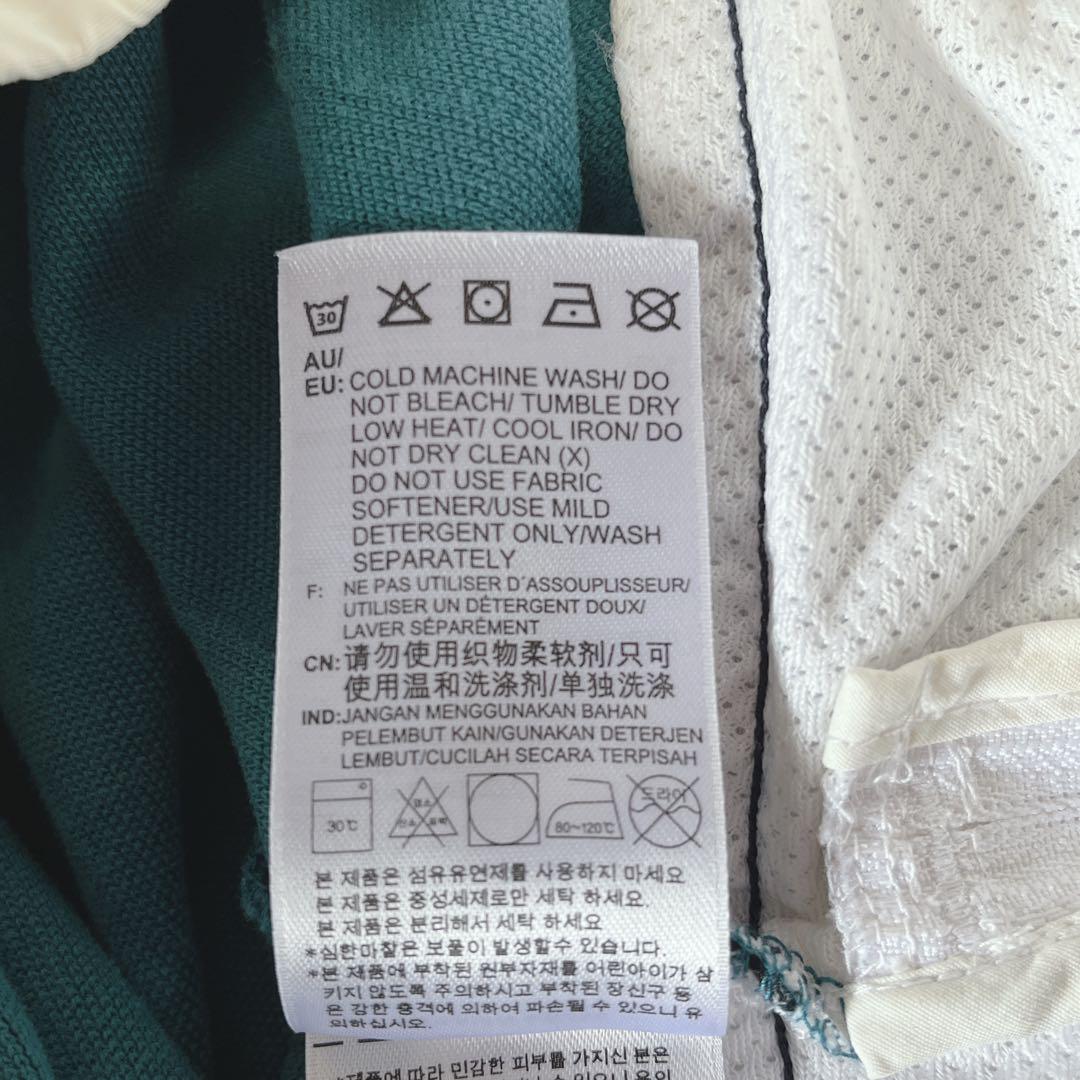 30
AU/
EU: COLD MACHINE WASH/ DO
NOT BLEACH/ TUMBLE DRY
LOW HEAT/ COOL IRON/ DO
NOT DRY CLEAN (X)
DO NOT USE FABRIC
SOFTENER/USE MILD
DETERGENT ONLY/WASH
SEPARATELY
F: NE PAS UTILISER D´ASSOUPLISSEUR/
UTILISER UN DÉTERGENT DOUX/
LAVER SÉPARÉMENT
CN: 请勿使用织物柔软剂/只可
使用温和洗涤剂/单独洗涤
IND: JANGAN MENGGUNAKAN BAHAN
PELEMBUT KAIN/GUNAKAN DETERJEN
LEMBUT/CUCILAH SECARA TERPISAH
30℃ 염소 산소 표백 80~120℃ 드라이
본 제품은 섬유유연제를 사용하지 마세요
본 제품은 중성세제로만 세탁 하세요.
본 제품은 분리해서 세탁 하세요
*심한마찰은 보풀이 발생할수 있습니다.
*본 제품에 부착된 원부자재를 어린아이가 삼
키지 않도록 주의하시고 부착된 장신구 등
은 강한 충격에 의하여 파손될 수 있으니 유
의하십시오.
*제품에 따라 민감한 피부를 가지신 분은